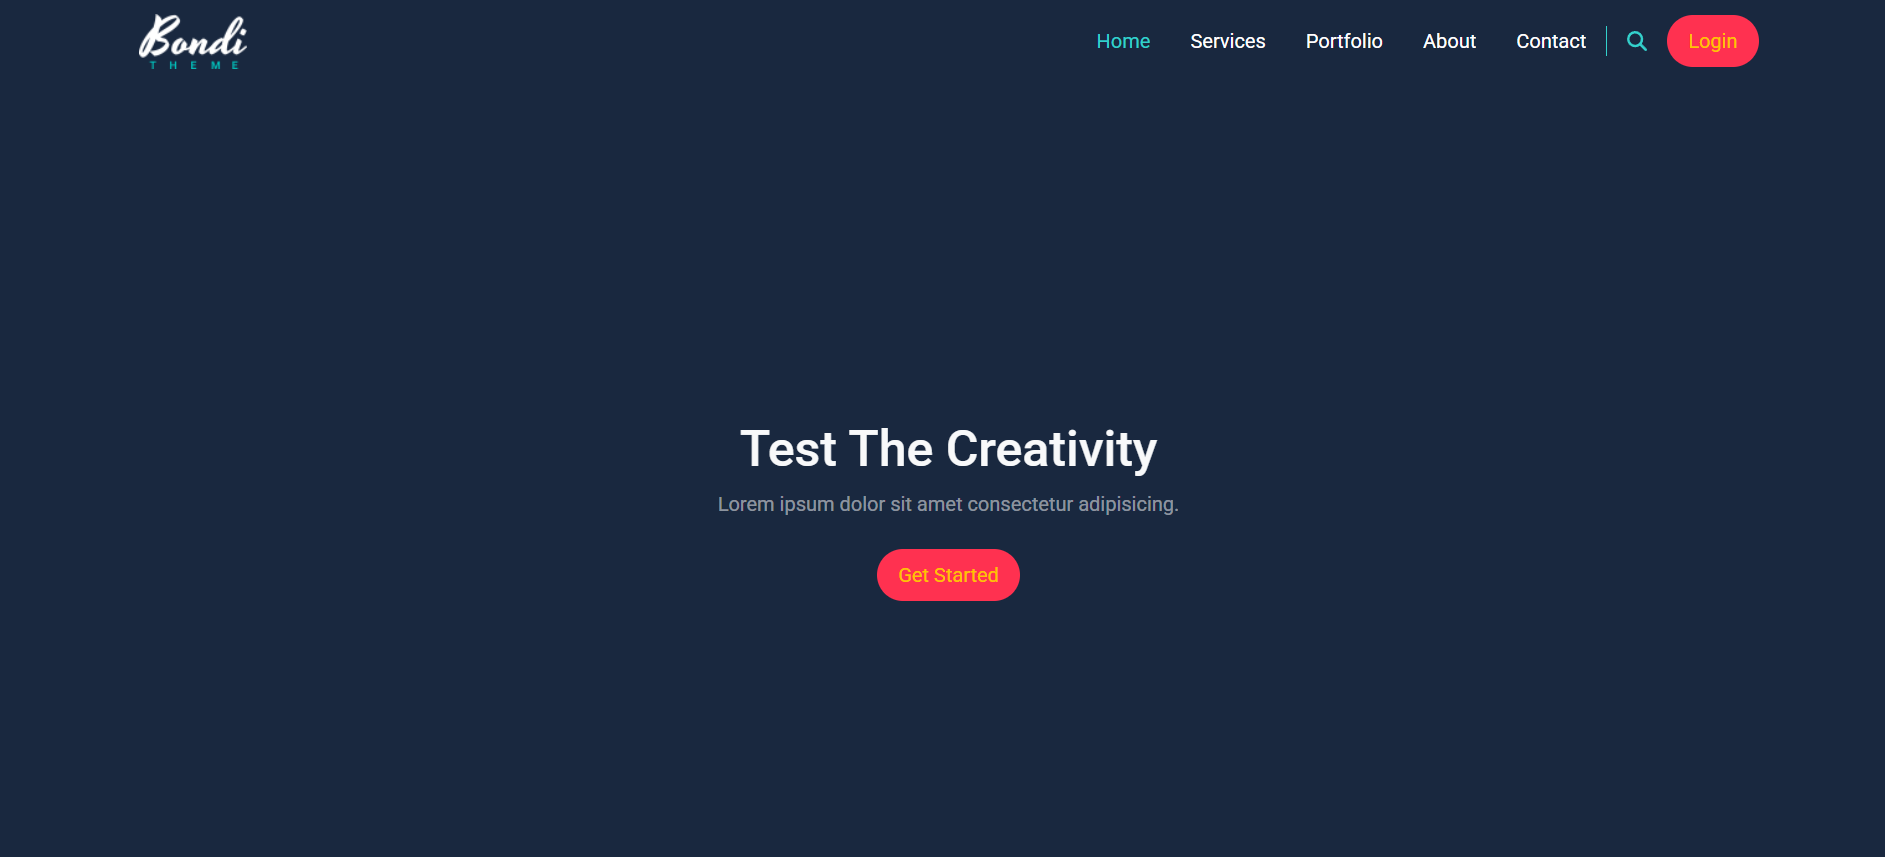 Bondi
THEME
Home Services Portfolio About Contact Login
Test The Creativity
Lorem ipsum dolor sit amet consectetur adipisicing.
Get Started